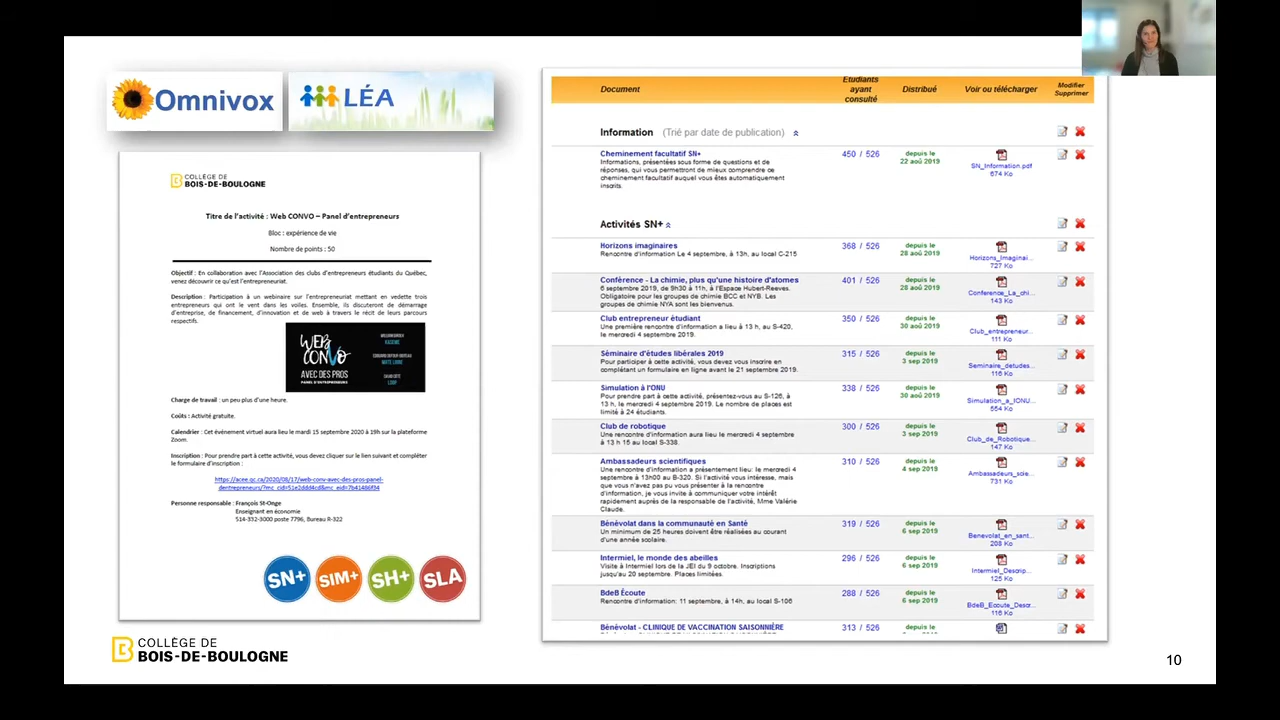 Omnivox
LÉA
COLLÈGE DE
BOIS-DE-BOULOGNE
Titre de l'activité : Web CONVO – Panel d'entrepreneurs
Bloc : expérience de vie
Nombre de points : 50
Objectif : En collaboration avec l'Association des clubs d'entrepreneurs étudiants du Québec,
venez découvrir ce qu'est l'entrepreneuriat.
Description : Participation à un webinaire sur l'entrepreneuriat mettant en vedette trois
entrepreneurs qui ont le vent dans les voiles. Ensemble, ils discuteront de démarrage
d'entreprise, de financement, d'innovation et de web à travers le récit de leurs parcours
respectifs.
WEB
CONVO
AVEC DES PROS
PANEL D'ENTREPRENEURS
Charge de travail : un peu plus d'une heure.
Coûts : Activité gratuite.
Calendrier : Cet événement virtuel aura lieu le mardi 15 septembre 2020 à 19h sur la plateforme
Zoom.
Inscription : Pour prendre part à cette activité, vous devez cliquer sur le lien suivant et compléter
le formulaire d'inscription :
Personne responsable : François St-Onge
Enseignant en économie
514-332-3000 poste 7796, Bureau R-322
SN+ SIM+ SH+ SLA
COLLÈGE DE
BOIS-DE-BOULOGNE
Document
Étudiants
ayant
consulté
Distribué
Voir ou télécharger
Modifier
Supprimer
Information (Trié par date de publication)
Cheminement facultatif SN+
Informations, présentées sous forme de questions et de
réponses, qui vous permettront de mieux comprendre ce
cheminement facultatif auquel vous êtes automatiquement
inscrits.
450 / 526
depuis le
22 aoû 2019
SN_Information.pdf
674 Ko
Activités SN+
Horizons imaginaires
Rencontre d'information Le 4 septembre, à 13h, au local C-215
368 / 526
depuis le
28 aoû 2019
Horizons_Imaginai...
727 Ko
Conférence - La chimie, plus qu'une histoire d'atomes
6 septembre 2019, de 9h30 à 11h, à l'Espace Hubert-Reeves.
Obligatoire pour les groupes de chimie BCC et NYB. Les
groupes de chimie NYA sont les bienvenus.
401 / 526
depuis le
28 aoû 2019
Conference_La_chi...
143 Ko
Club entrepreneur étudiant
Une première rencontre d'information a lieu à 13 h, au S-420,
le mercredi 4 septembre 2019.
350 / 526
depuis le
30 aoû 2019
Club_entrepreneur...
111 Ko
Séminaire d'études libérales 2019
Pour participer à cette activité, vous devez vous inscrire en
complétant un formulaire en ligne avant le 21 septembre 2019.
315 / 526
depuis le
3 sep 2019
Seminaire_detudes...
116 Ko
Simulation à l'ONU
Pour prendre part à cette activité, présentez-vous au S-126, à
13 h, le mercredi 4 septembre 2019. Le nombre de places est
limité à 24 étudiants.
338 / 526
depuis le
30 aoû 2019
Simulation_a_lONU...
554 Ko
Club de robotique
Une rencontre d'information aura lieu le mercredi 4 septembre
à 13 h 16 au local S-338.
300 / 526
depuis le
3 sep 2019
Club_de_Robotique...
147 Ko
Ambassadeurs scientifiques
Une rencontre d'information a présentement lieu: le mercredi 4
septembre à 13h00 au B-320. Si l'activité vous intéresse, mais
que vous n'avez pas pu vous présenter à la rencontre
d'information, je vous invite à communiquer votre intérêt
rapidement auprès de la responsable de l'activité, Mme Valérie
Claude.
310 / 526
depuis le
4 sep 2019
Ambassadeurs_scie...
731 Ko
Bénévolat dans la communauté en Santé
Un minimum de 25 heures doivent être réalisées au courant
d'une année scolaire.
319 / 526
depuis le
6 sep 2019
Benevolat_en_sant...
208 Ko
Intermiel, le monde des abeilles
Visite à Intermiel lors de la JEI du 9 octobre. Inscriptions
jusqu'au 20 septembre. Places limitées.
296 / 526
depuis le
6 sep 2019
Intermiel_Descrip...
125 Ko
BdeB Écoute
Rencontre d'information: 11 septembre, à 14h, au local S-106
288 / 526
depuis le
6 sep 2019
BdeB_Ecoute_Descr...
116 Ko
Bénévolat - CLINIQUE DE VACCINATION SAISONNIÈRE
313 / 526
depuis le
10